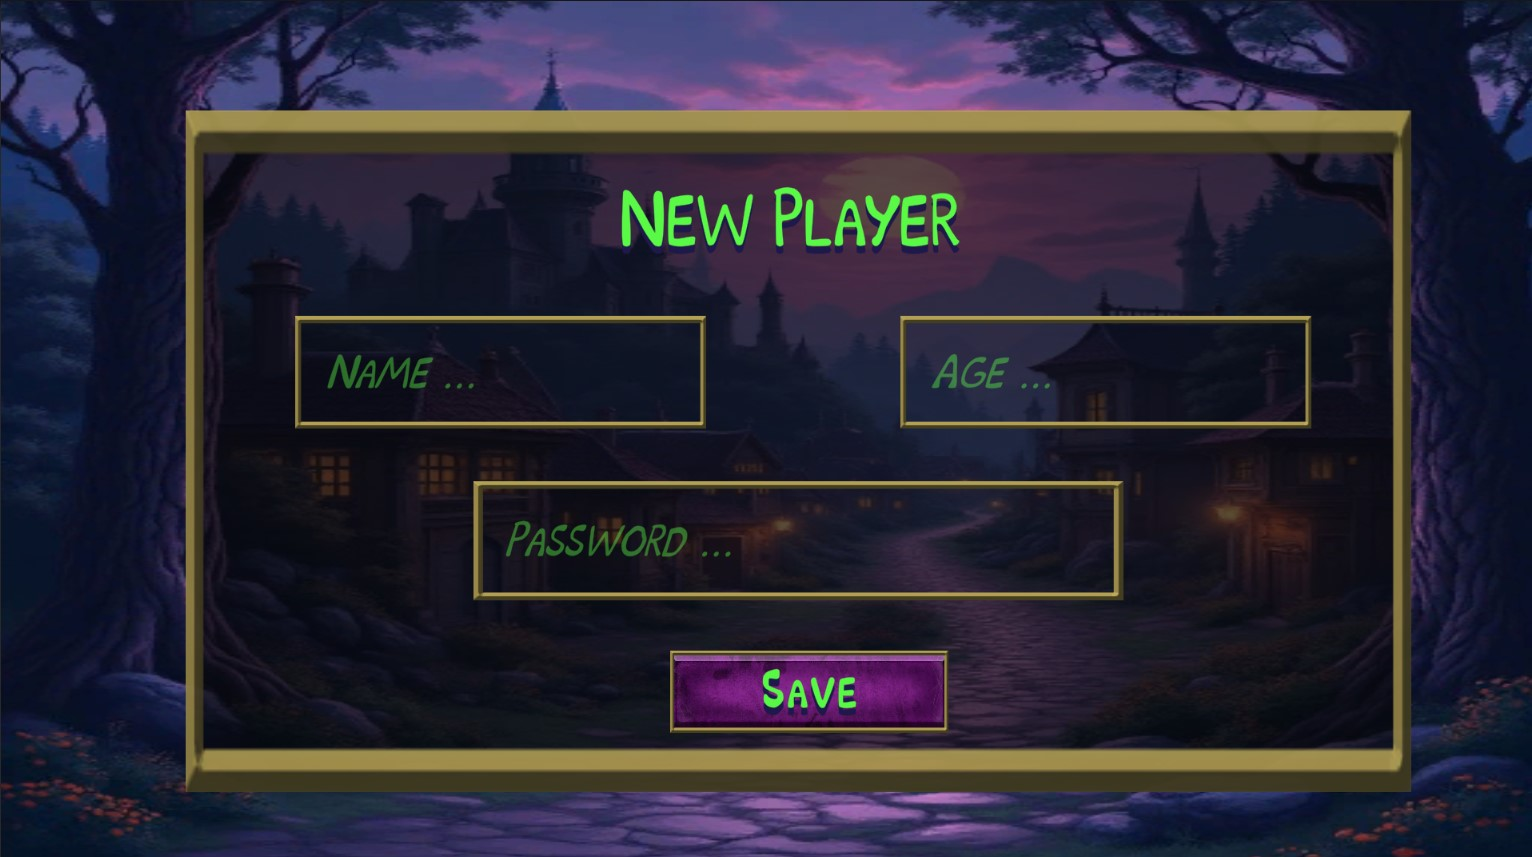 New Player
Name ...
Age ...
Password ...
Save